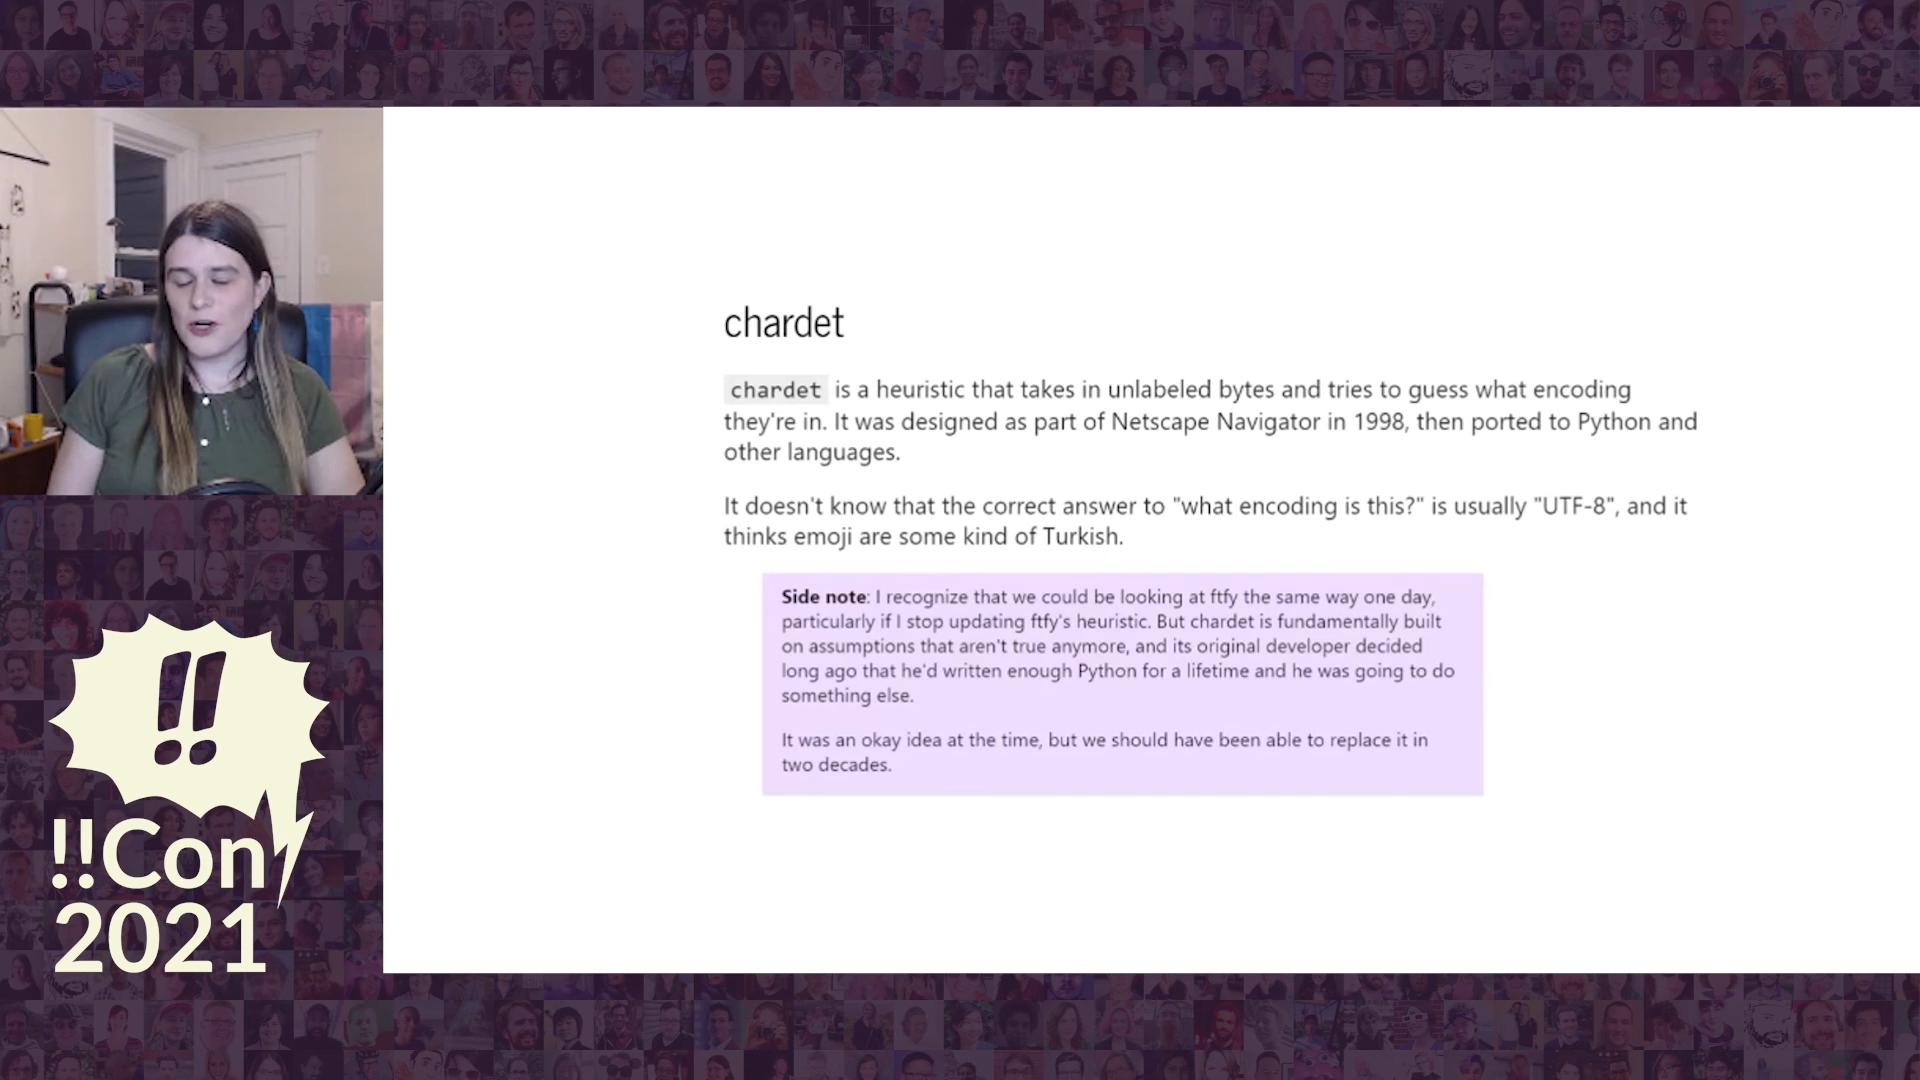 chardet
chardet is a heuristic that takes in unlabeled bytes and tries to guess what encoding
they're in. It was designed as part of Netscape Navigator in 1998, then ported to Python and
other languages.
It doesn't know that the correct answer to "what encoding is this?" is usually "UTF-8", and it
thinks emoji are some kind of Turkish.
Side note: I recognize that we could be looking at ftfy the same way one day,
particularly if I stop updating ftfy's heuristic. But chardet is fundamentally built
on assumptions that aren't true anymore, and its original developer decided
long ago that he'd written enough Python for a lifetime and he was going to do
something else.
It was an okay idea at the time, but we should have been able to replace it in
two decades.
!!
!!Con
2021